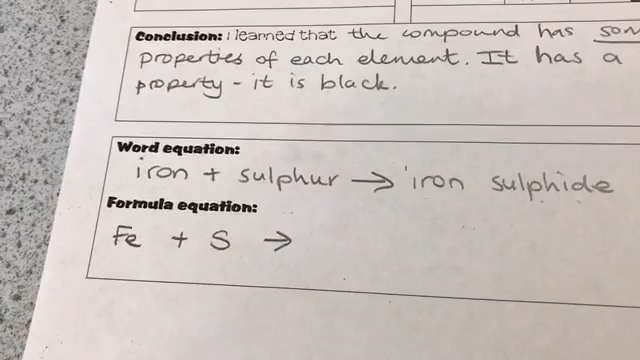 Conclusion: I learned that the compound has
properties of each element. It has a
property - it is black.
Word equation:
iron + sulphur → iron sulphide
Formula equation:
Fe + S →